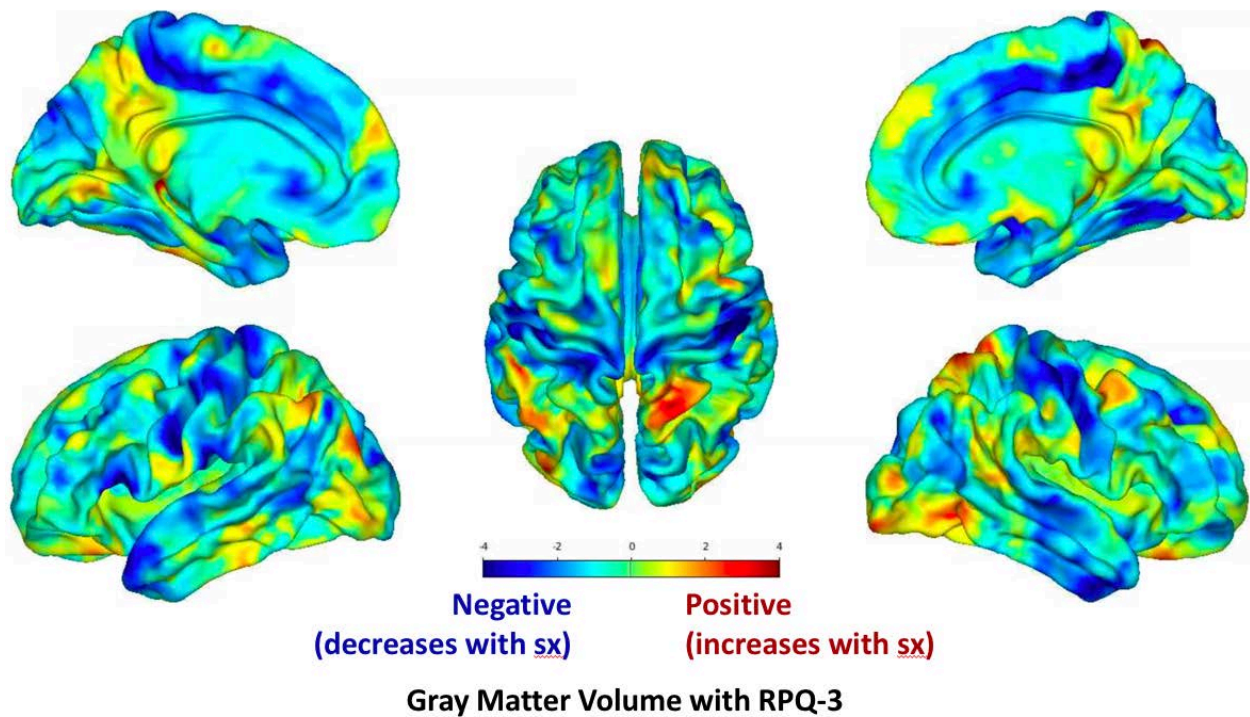 -4 -2 0 2 4
Negative Positive
(decreases with sx) (increases with sx)
Gray Matter Volume with RPQ-3